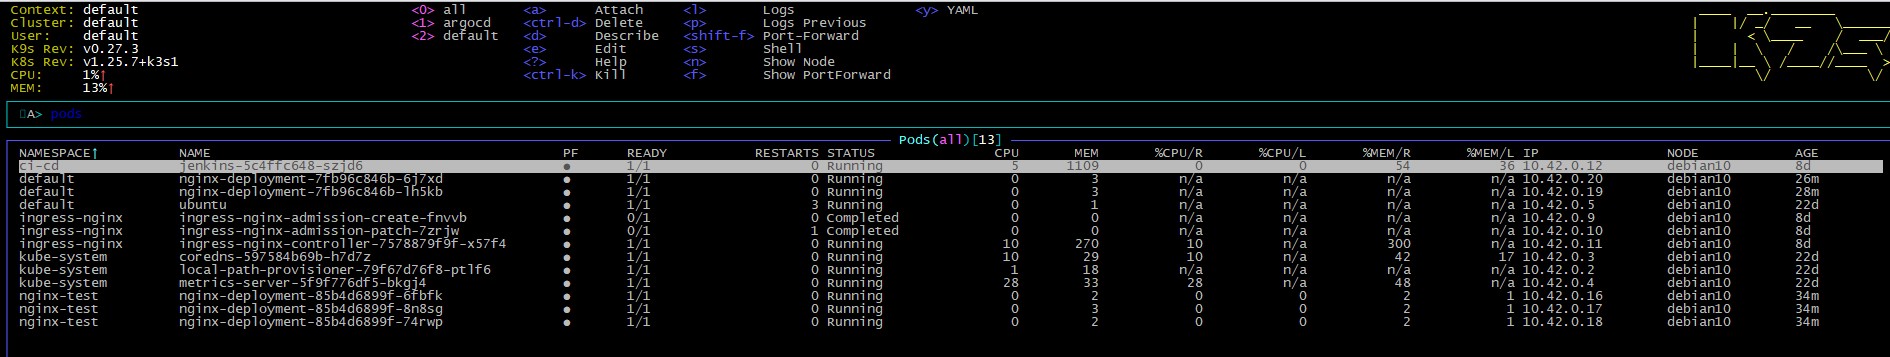 Context: default <0> all <a> Attach <l> Logs <y> YAML
Cluster: default <1> argocd <ctrl-d> Delete <p> Logs Previous
User: default <2> default <d> Describe <shift-f> Port-Forward
K9s Rev: v0.27.3 <e> Edit <s> Shell
K8s Rev: v1.25.7+k3s1 <?> Help <n> Show Node
CPU: 1%↑ <ctrl-k> Kill <f> Show PortForward
MEM: 13%↑
A> pods
Pods(all)[13]
NAMESPACE↑ NAME PF READY RESTARTS STATUS CPU MEM %CPU/R %CPU/L %MEM/R %MEM/L IP NODE AGE
ci-cd jenkins-5c4ffc648-szjd6 ● 1/1 0 Running 5 1109 0 0 54 36 10.42.0.12 debian10 8d
default nginx-deployment-7fb96c846b-6j7xd ● 1/1 0 Running 0 3 n/a n/a n/a n/a 10.42.0.20 debian10 26m
default nginx-deployment-7fb96c846b-lh5kb ● 1/1 0 Running 0 3 n/a n/a n/a n/a 10.42.0.19 debian10 28m
default ubuntu ● 1/1 3 Running 0 1 n/a n/a n/a n/a 10.42.0.5 debian10 22d
ingress-nginx ingress-nginx-admission-create-fnvvb ● 0/1 0 Completed 0 0 n/a n/a n/a n/a 10.42.0.9 debian10 8d
ingress-nginx ingress-nginx-admission-patch-7zrjw ● 0/1 1 Completed 0 0 n/a n/a n/a n/a 10.42.0.10 debian10 8d
ingress-nginx ingress-nginx-controller-7578879f9f-x57f4 ● 1/1 0 Running 10 270 10 n/a 300 n/a 10.42.0.11 debian10 8d
kube-system coredns-597584b69b-h7d7z ● 1/1 0 Running 10 29 10 n/a 42 17 10.42.0.3 debian10 22d
kube-system local-path-provisioner-79f67d76f8-ptlf6 ● 1/1 0 Running 1 18 n/a n/a n/a n/a 10.42.0.2 debian10 22d
kube-system metrics-server-5f9f776df5-bkgj4 ● 1/1 0 Running 28 33 28 n/a 48 n/a 10.42.0.4 debian10 22d
nginx-test nginx-deployment-85b4d6899f-6fbfk ● 1/1 0 Running 0 2 0 0 2 1 10.42.0.16 debian10 34m
nginx-test nginx-deployment-85b4d6899f-8n8sg ● 1/1 0 Running 0 3 0 0 2 1 10.42.0.17 debian10 34m
nginx-test nginx-deployment-85b4d6899f-74rwp ● 1/1 0 Running 0 2 0 0 2 1 10.42.0.18 debian10 34m